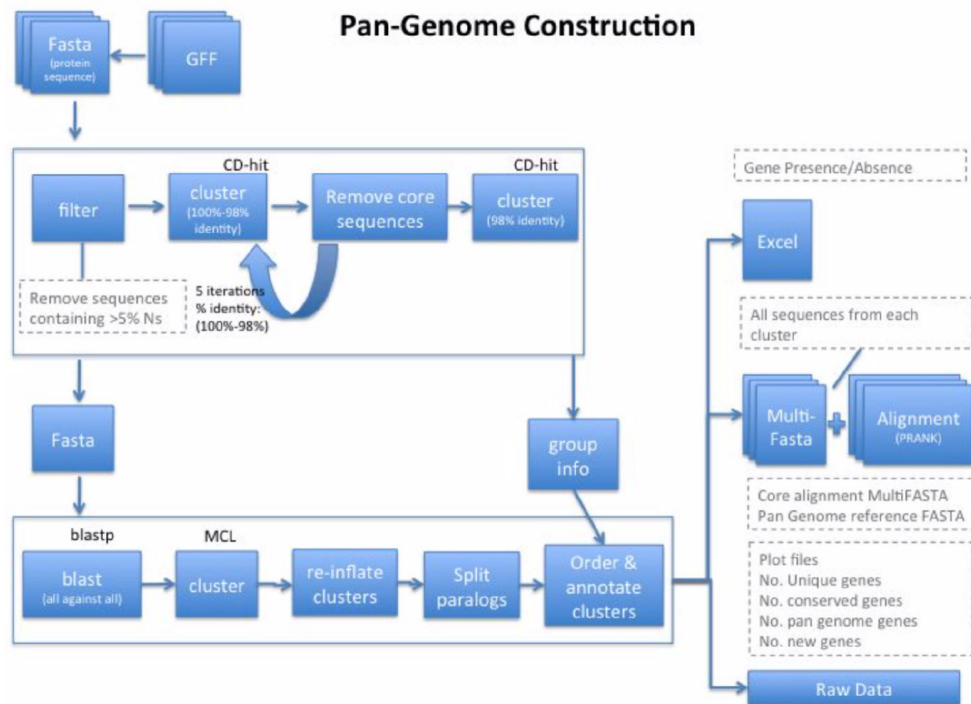 Pan-Genome Construction
Fasta
(protein
sequence)
GFF
CD-hit
CD-hit
filter
cluster
(100%-98%
identity)
Remove core
sequences
cluster
(98% identity)
Remove sequences
containing >5% Ns
5 iterations
% identity:
(100%-98%)
Fasta
group
info
blastp
MCL
blast
(all against all)
cluster
re-inflate
clusters
Split
paralogs
Order &
annotate
clusters
Gene Presence/Absence
Excel
All sequences from each
cluster
Multi-
Fasta
Alignment
(PRANK)
Core alignment MultiFASTA
Pan Genome reference FASTA
Plot files
No. Unique genes
No. conserved genes
No. pan genome genes
No. new genes
Raw Data